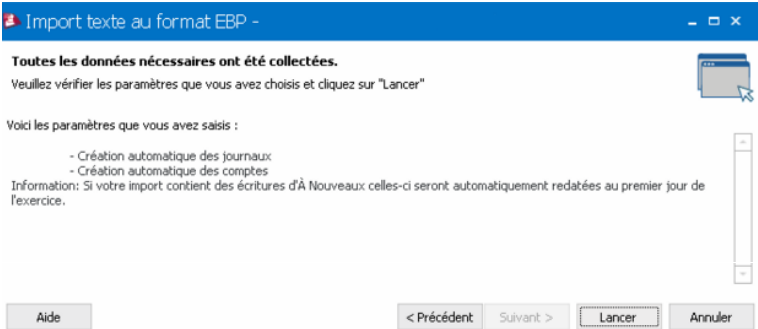 Import texte au format EBP -
Toutes les données nécessaires ont été collectées.
Veuillez vérifier les paramètres que vous avez choisis et cliquez sur "Lancer"
Voici les paramètres que vous avez saisis :
- Création automatique des journaux
- Création automatique des comptes
Information: Si votre import contient des écritures d'À Nouveaux celles-ci seront automatiquement redatées au premier jour de
l'exercice.
Aide < Précédent Suivant > Lancer Annuler